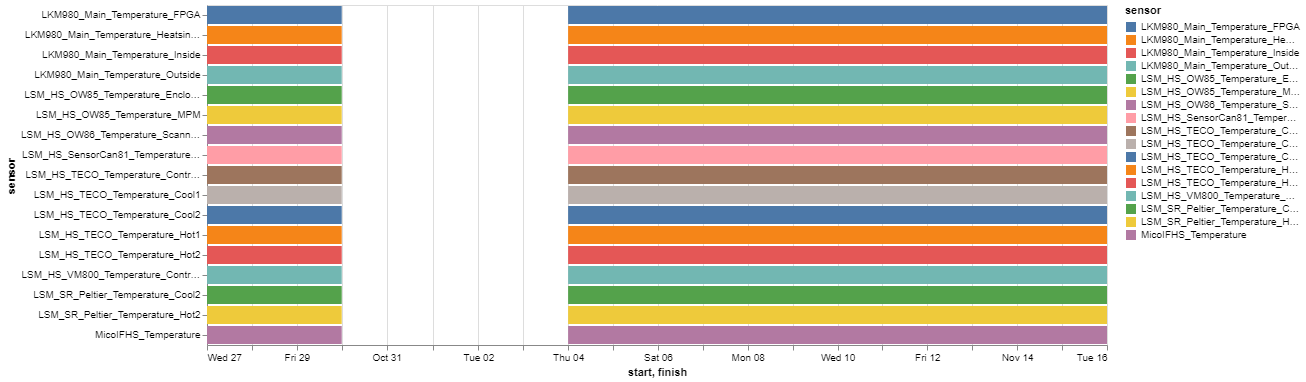 sensor
LKM980_Main_Temperature_FPGA
LKM980_Main_Temperature_Heatsin...
LKM980_Main_Temperature_Inside
LKM980_Main_Temperature_Outside
LSM_HS_OW85_Temperature_Enclo...
LSM_HS_OW85_Temperature_MPM
LSM_HS_OW86_Temperature_Scann...
LSM_HS_SensorCan81_Temperature...
LSM_HS_TECO_Temperature_Contr...
LSM_HS_TECO_Temperature_Cool1
LSM_HS_TECO_Temperature_Cool2
LSM_HS_TECO_Temperature_Hot1
LSM_HS_TECO_Temperature_Hot2
LSM_HS_VM800_Temperature_Contr...
LSM_SR_Peltier_Temperature_Cool2
LSM_SR_Peltier_Temperature_Hot2
MicoIFHS_Temperature
Wed 27 Fri 29 Oct 31 Tue 02 Thu 04 Sat 06 Mon 08 Wed 10 Fri 12 Nov 14 Tue 16
start, finish
sensor
LKM980_Main_Temperature_FPGA
LKM980_Main_Temperature_He...
LKM980_Main_Temperature_Inside
LKM980_Main_Temperature_Out...
LSM_HS_OW85_Temperature_E...
LSM_HS_OW85_Temperature_M...
LSM_HS_OW86_Temperature_S...
LSM_HS_SensorCan81_Temper...
LSM_HS_TECO_Temperature_C...
LSM_HS_TECO_Temperature_C...
LSM_HS_TECO_Temperature_C...
LSM_HS_TECO_Temperature_H...
LSM_HS_TECO_Temperature_H...
LSM_HS_VM800_Temperature_...
LSM_SR_Peltier_Temperature_C...
LSM_SR_Peltier_Temperature_H...
MicoIFHS_Temperature